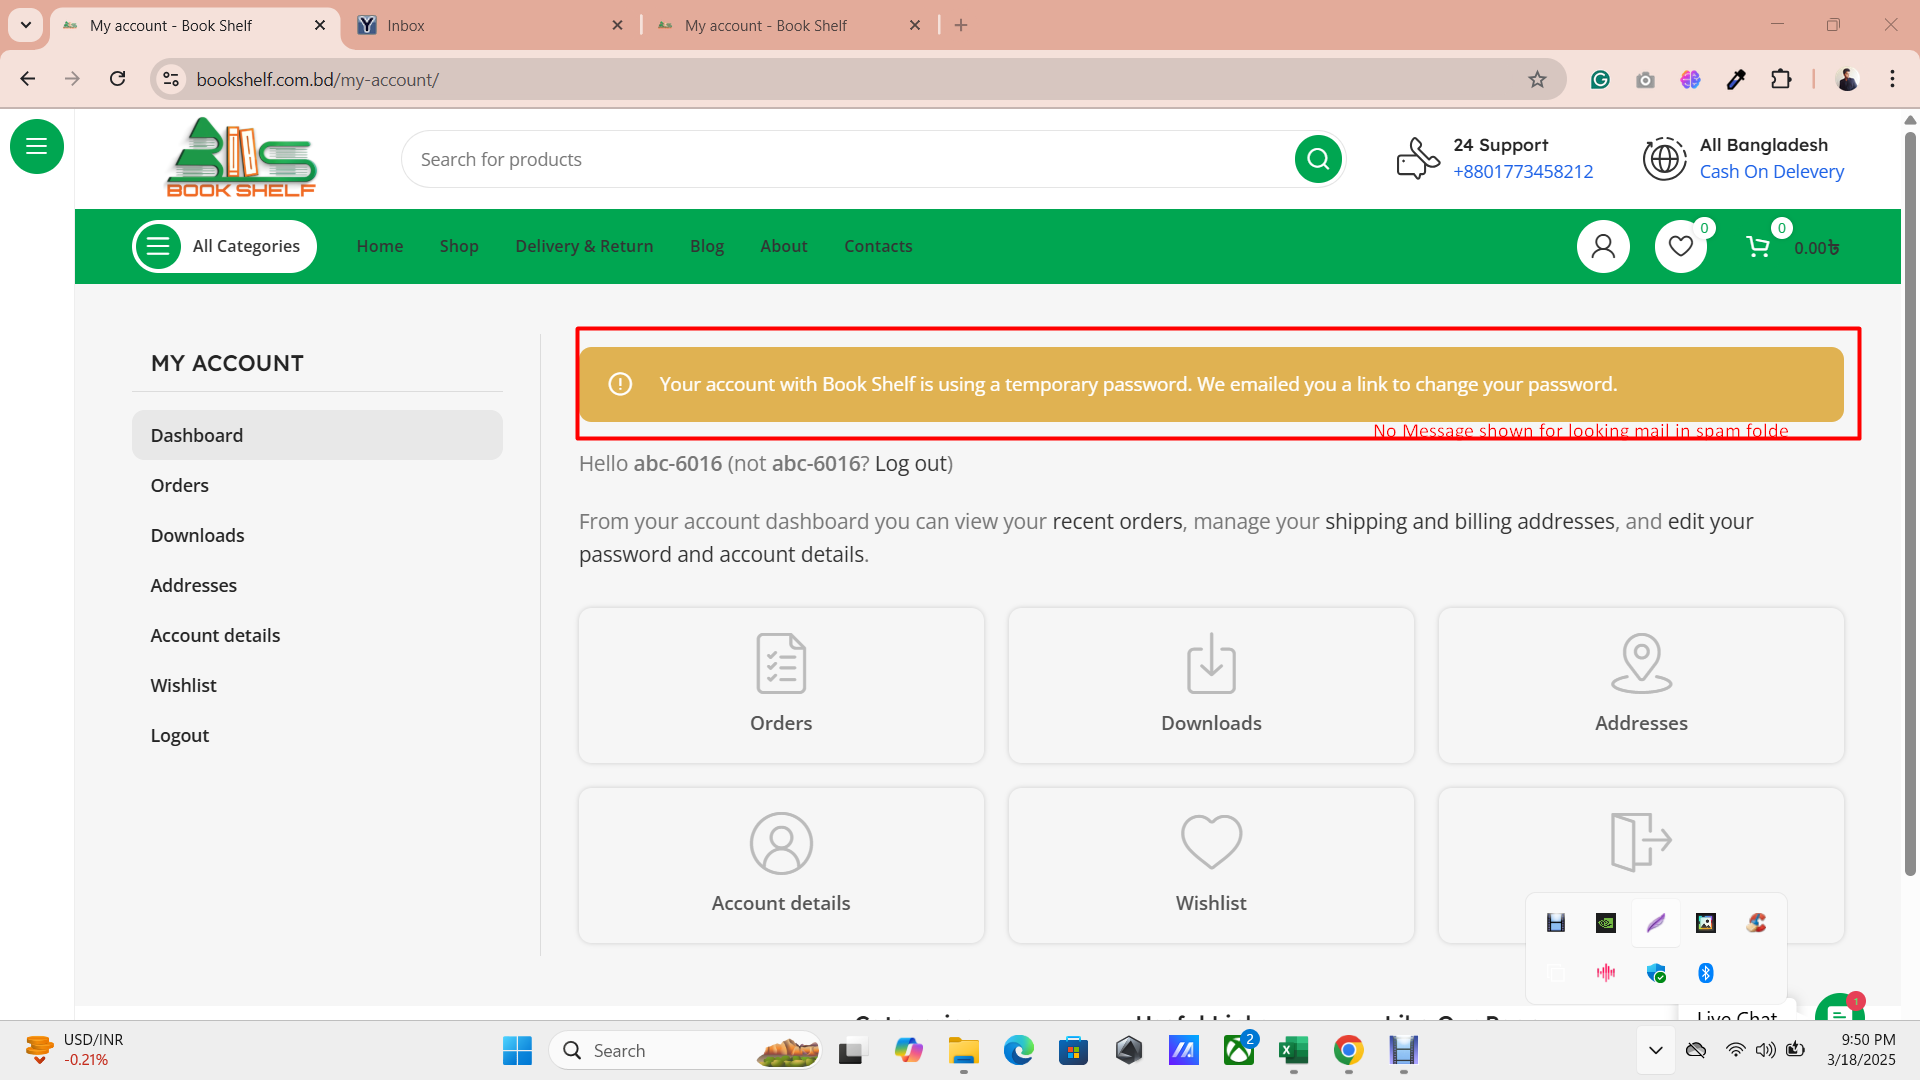 My account - Book Shelf
Inbox
My account - Book Shelf
bookshelf.com.bd/my-account/
BOOK SHELF
Search for products
24 Support
+8801773458212
All Bangladesh
Cash On Delevery
All Categories
Home
Shop
Delivery & Return
Blog
About
Contacts
0
0
0.00৳
MY ACCOUNT
Dashboard
Orders
Downloads
Addresses
Account details
Wishlist
Logout
Your account with Book Shelf is using a temporary password. We emailed you a link to change your password.
No Message shown for looking mail in spam folde
Hello abc-6016 (not abc-6016? Log out)
From your account dashboard you can view your recent orders, manage your shipping and billing addresses, and edit your
password and account details.
Orders
Downloads
Addresses
Account details
Wishlist
Live Chat
1
USD/INR
-0.21%
Search
2
9:50 PM
3/18/2025